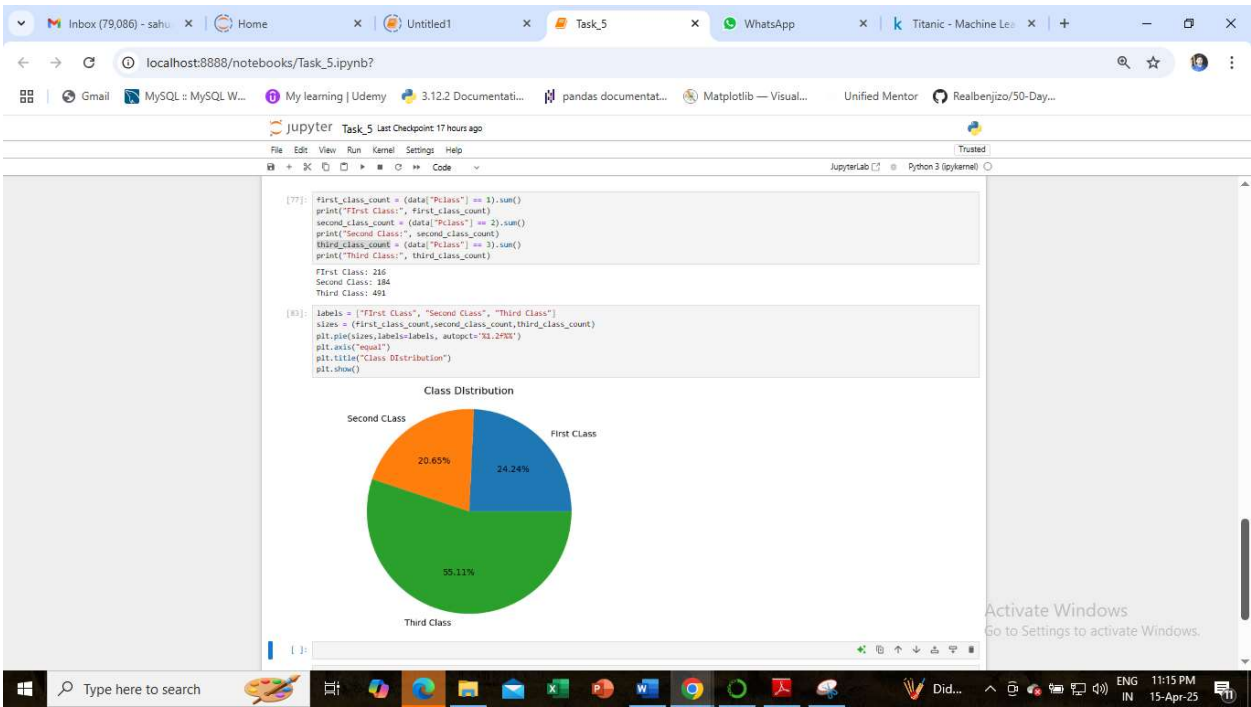 Inbox (79,086) - sahu
Home
Untitled1
Task_5
WhatsApp
Titanic - Machine Lea
localhost:8888/notebooks/Task_5.ipynb?
Gmail
MySQL :: MySQL W...
My learning | Udemy
3.12.2 Documentati...
pandas documentat...
Matplotlib — Visual...
Unified Mentor
Realbenjizo/50-Day...
jupyter Task_5 Last Checkpoint: 17 hours ago
File Edit View Run Kernel Settings Help
Trusted
Code
JupyterLab
Python 3 (ipykernel)
[77]: first_class_count = (data["Pclass"] == 1).sum()
print("FIrst Class:", first_class_count)
second_class_count = (data["Pclass"] == 2).sum()
print("Second Class:", second_class_count)
third_class_count = (data["Pclass"] == 3).sum()
print("Third Class:", third_class_count)
FIrst Class: 216
Second Class: 184
Third Class: 491
[83]: labels = ["FIrst CLass", "Second CLass", "Third Class"]
sizes = (first_class_count,second_class_count,third_class_count)
plt.pie(sizes,labels=labels, autopct='%1.2f%%')
plt.axis("equal")
plt.title("Class DIstribution")
plt.show()
Class DIstribution
Second CLass
FIrst CLass
20.65%
24.24%
55.11%
Third Class
Activate Windows
Go to Settings to activate Windows.
[ ]:
Type here to search
Did...
ENG
IN
11:15 PM
15-Apr-25
11